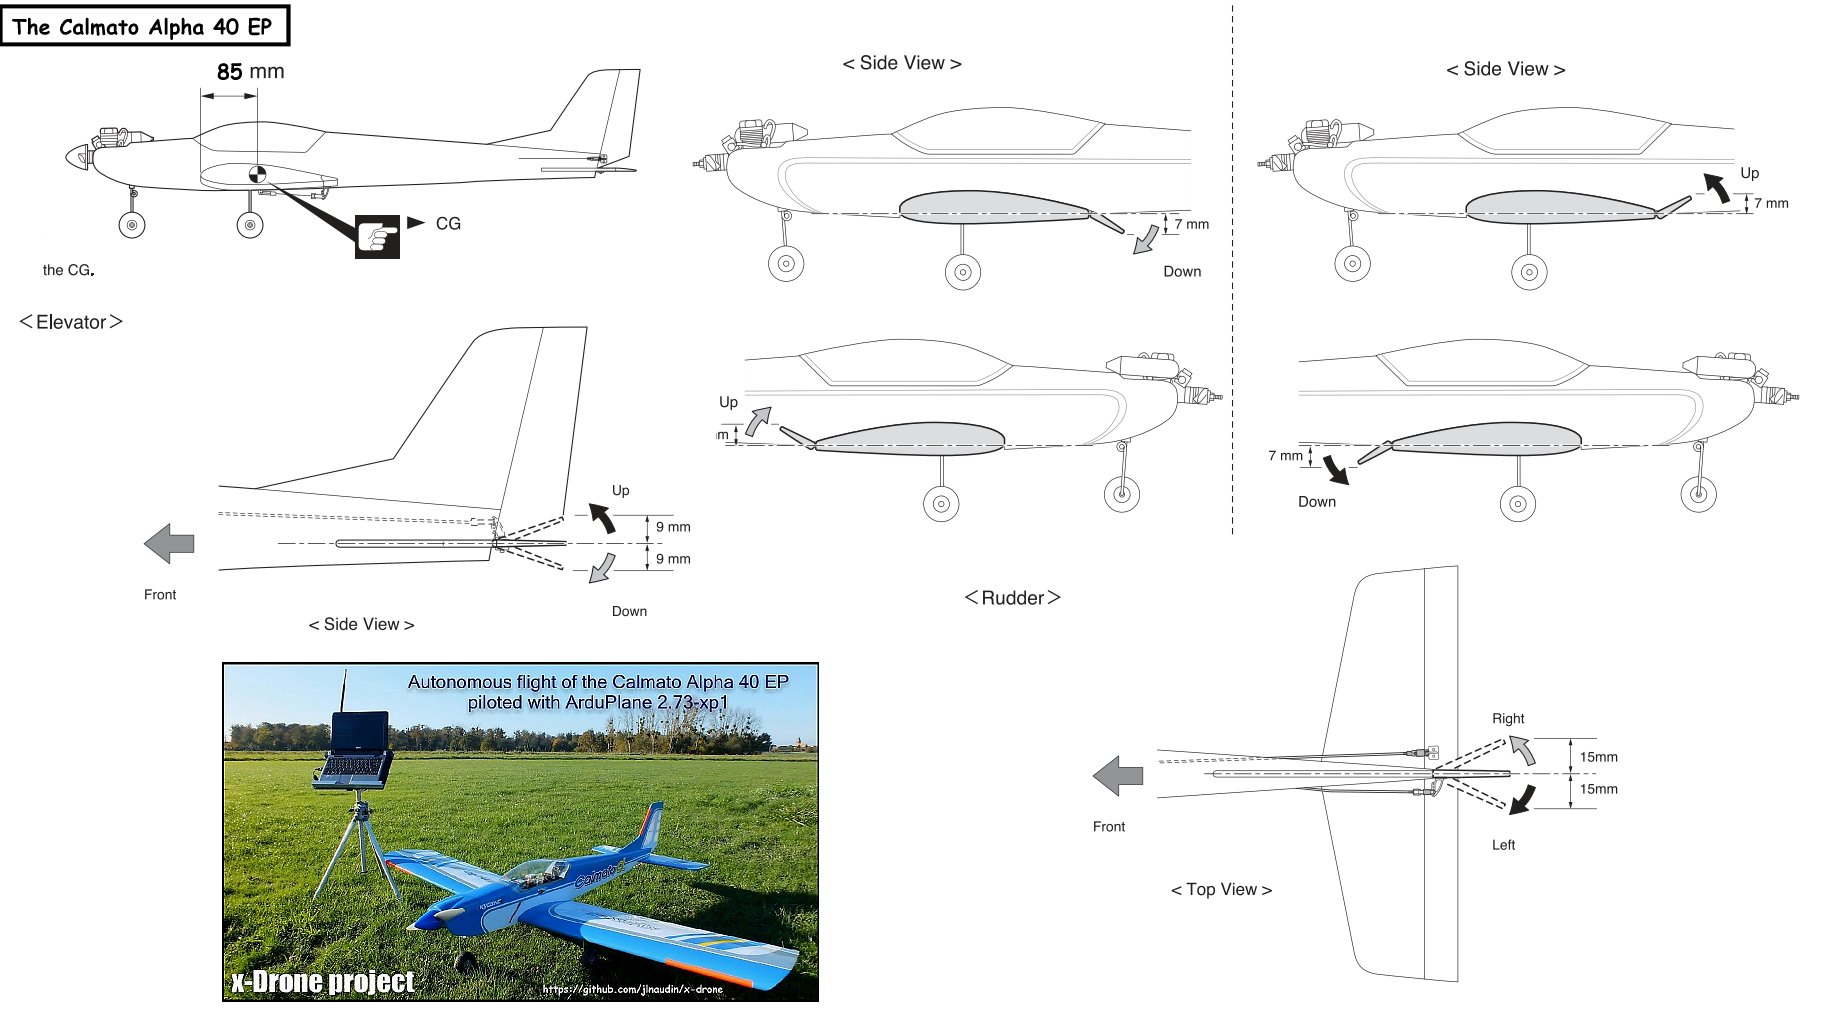 The Calmato Alpha 40 EP
85 mm
CG
the CG.
< Side View >
7 mm
Down
< Side View >
Up
7 mm
<Elevator>
Up
m
7 mm
Down
Up
9 mm
9 mm
Front
Down
< Side View >
<Rudder>
Right
15mm
15mm
Front
Left
< Top View >
Autonomous flight of the Calmato Alpha 40 EP
piloted with ArduPlane 2.73-xp1
Calmato
x-Drone project
https://github.com/jlnaudin/x-drone